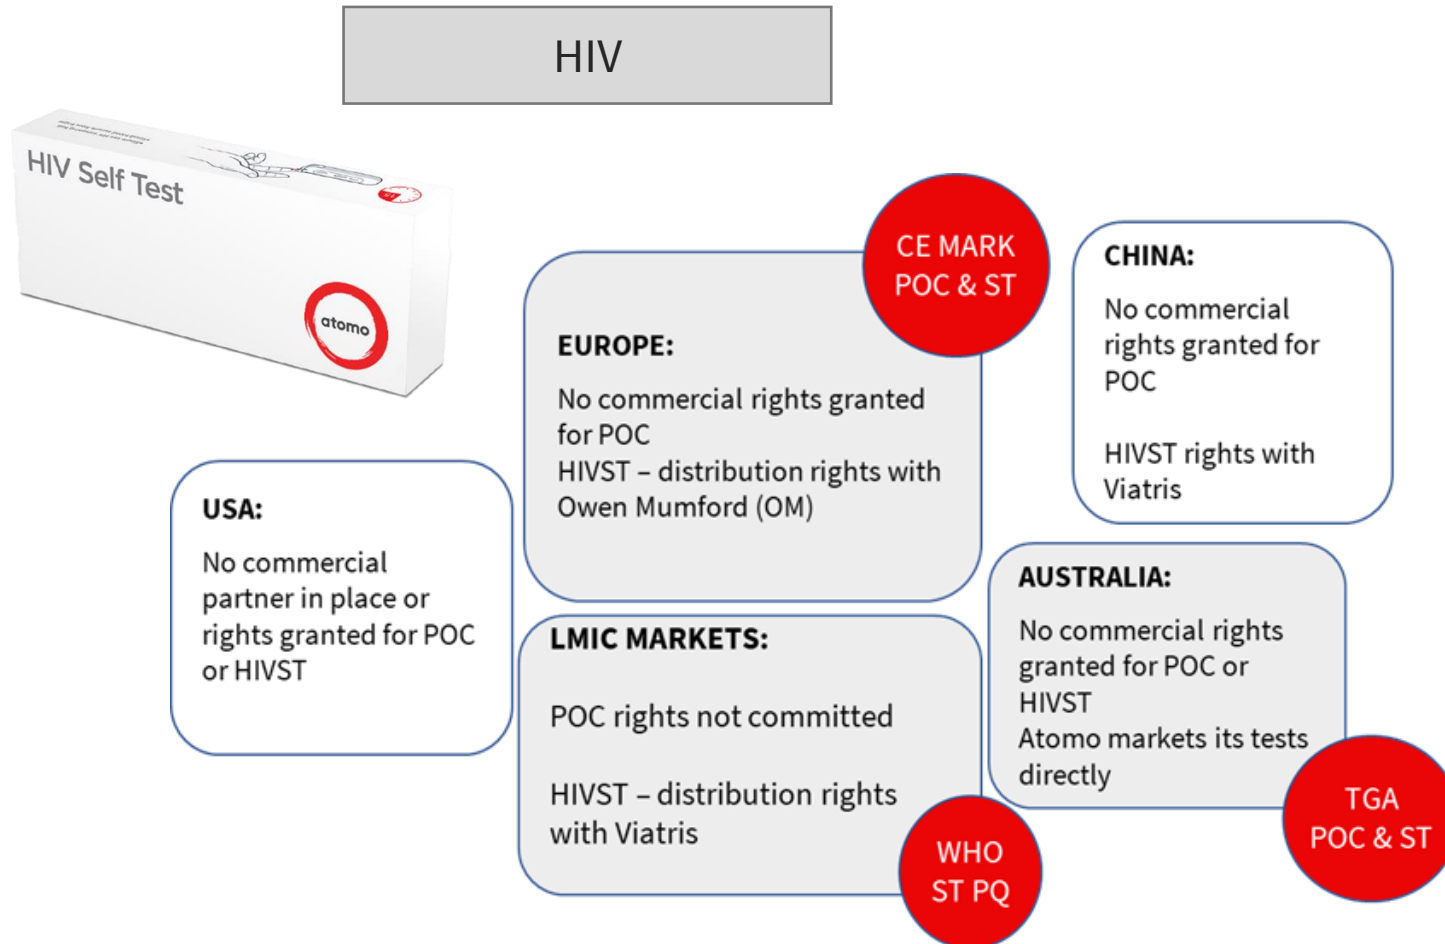 HIV
HIV Self Test
atomo
CE MARK
POC & ST
EUROPE:
No commercial rights granted
for POC
HIVST – distribution rights with
Owen Mumford (OM)
CHINA:
No commercial
rights granted for
POC
HIVST rights with
Viatris
USA:
No commercial
partner in place or
rights granted for POC
or HIVST
LMIC MARKETS:
POC rights not committed
HIVST – distribution rights
with Viatris
WHO
ST PQ
AUSTRALIA:
No commercial rights
granted for POC or
HIVST
Atomo markets its tests
directly
TGA
POC & ST